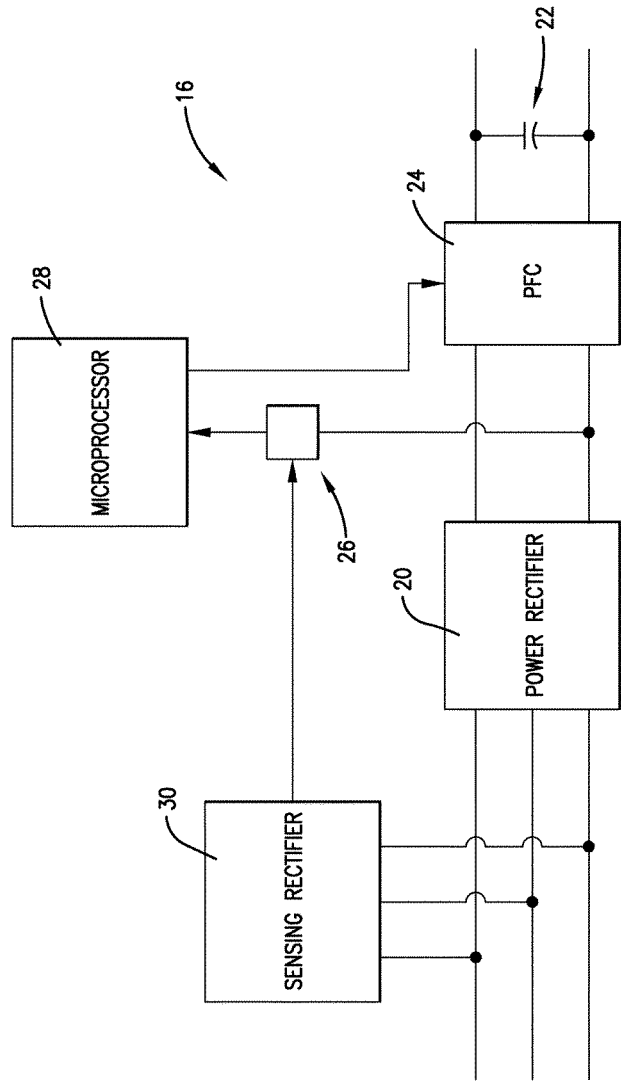 16
22
28
MICROPROCESSOR
24
PFC
26
20
POWER RECTIFIER
30
SENSING RECTIFIER